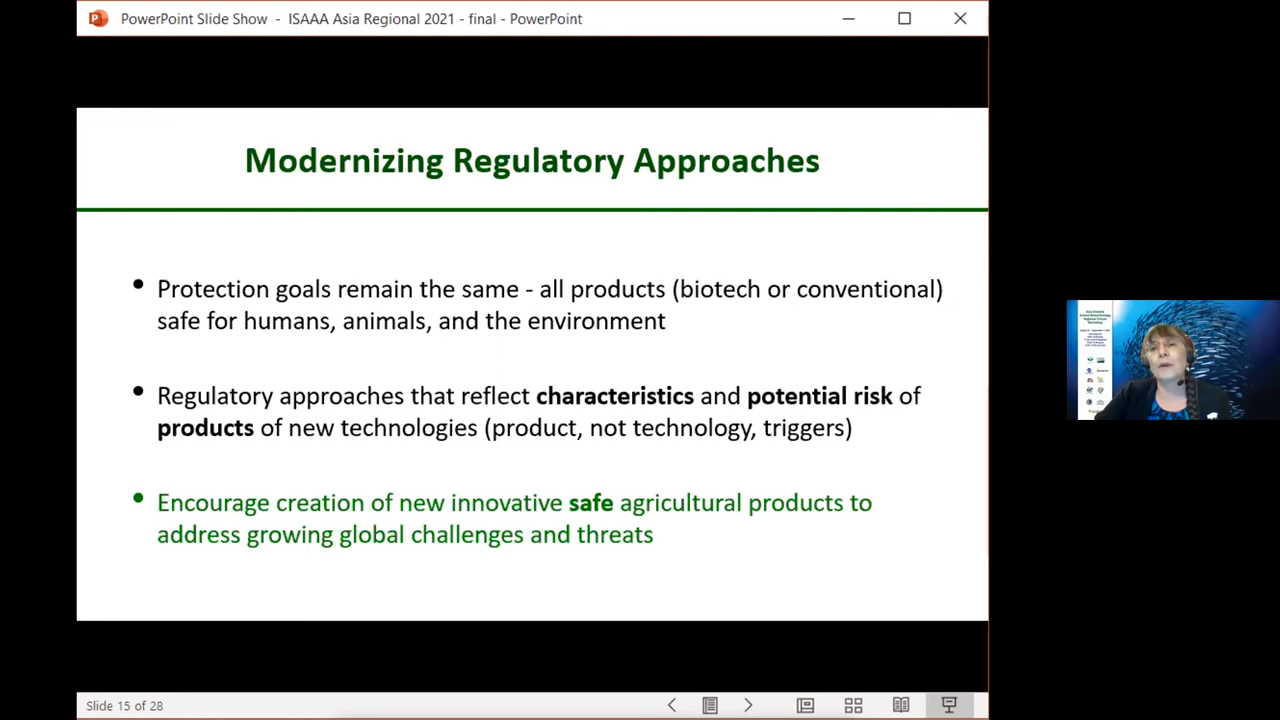 PowerPoint Slide Show - ISAAA Asia Regional 2021 - final - PowerPoint
Modernizing Regulatory Approaches
• Protection goals remain the same - all products (biotech or conventional)
safe for humans, animals, and the environment
• Regulatory approaches that reflect characteristics and potential risk of
products of new technologies (product, not technology, triggers)
• Encourage creation of new innovative safe agricultural products to
address growing global challenges and threats
Slide 15 of 28